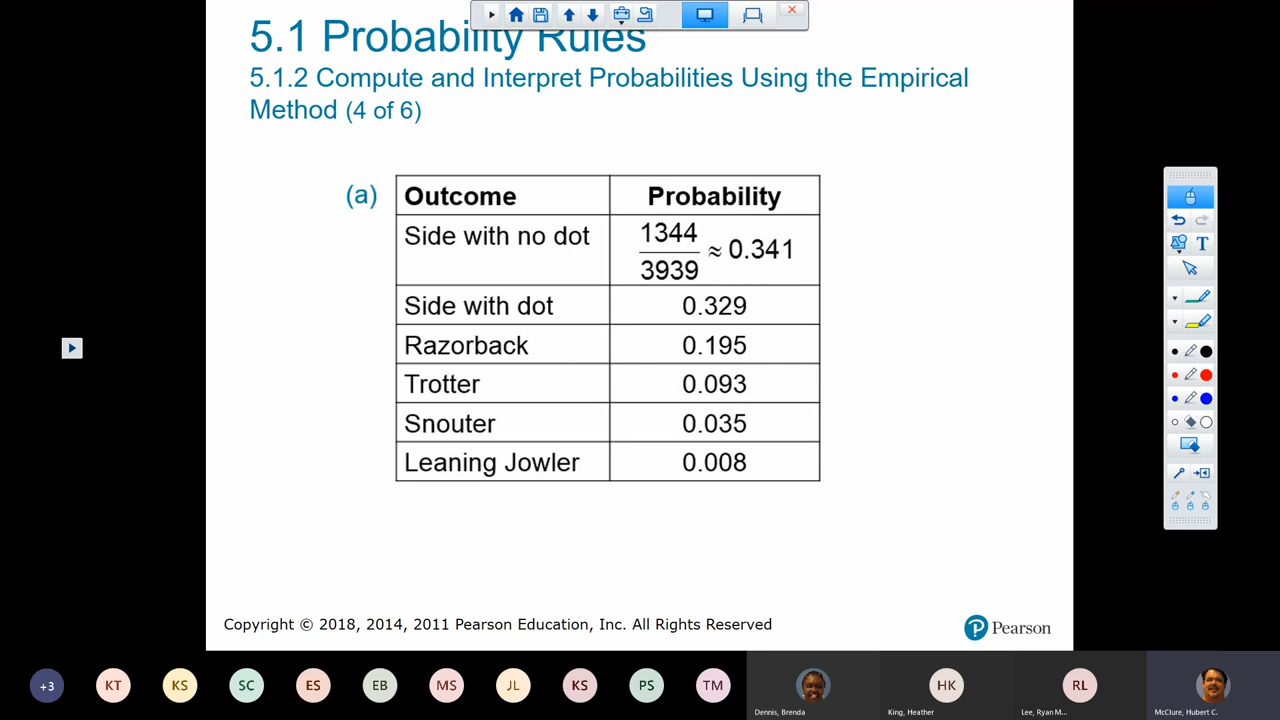 5.1 Probability Rules
5.1.2 Compute and Interpret Probabilities Using the Empirical
Method (4 of 6)
(a)
Outcome Probability
Side with no dot 1344/3939 ≈ 0.341
Side with dot 0.329
Razorback 0.195
Trotter 0.093
Snouter 0.035
Leaning Jowler 0.008
T
Copyright © 2018, 2014, 2011 Pearson Education, Inc. All Rights Reserved
Pearson
+3 KT KS SC ES EB MS JL KS PS TM HK RL
Dennis, Brenda King, Heather Lee, Ryan M... McClure, Hubert C.